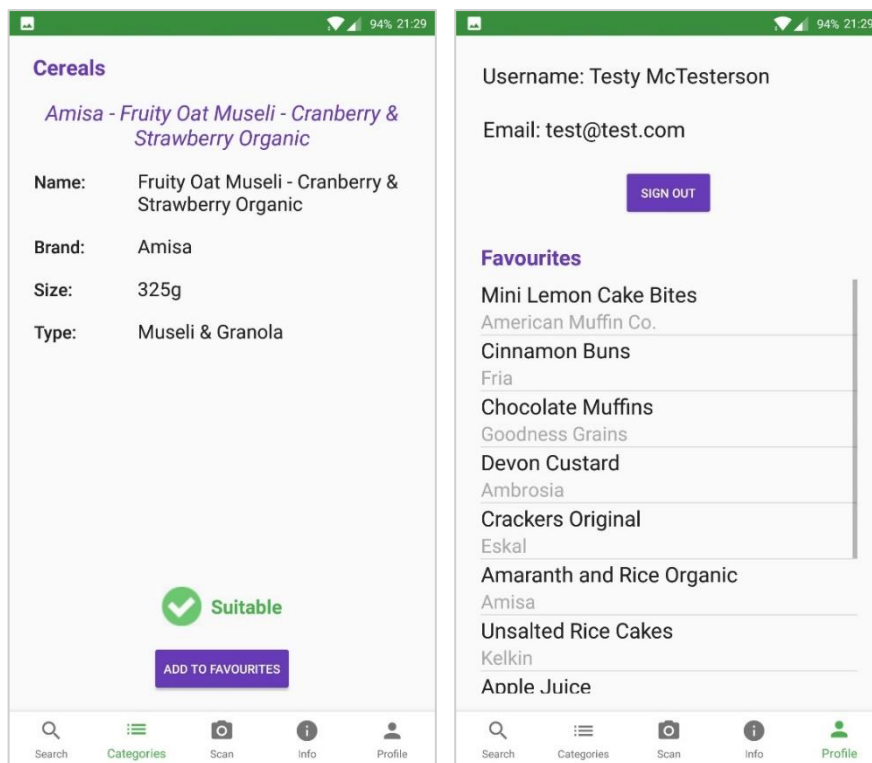 94% 21:29
Cereals
Amisa - Fruity Oat Museli - Cranberry &
Strawberry Organic
Name: Fruity Oat Museli - Cranberry &
Strawberry Organic
Brand: Amisa
Size: 325g
Type: Museli & Granola
Suitable
ADD TO FAVOURITES
Search Categories Scan Info Profile
94% 21:29
Username: Testy McTesterson
Email: test@test.com
SIGN OUT
Favourites
Mini Lemon Cake Bites
American Muffin Co.
Cinnamon Buns
Fria
Chocolate Muffins
Goodness Grains
Devon Custard
Ambrosia
Crackers Original
Eskal
Amaranth and Rice Organic
Amisa
Unsalted Rice Cakes
Kelkin
Apple Juice
Search Categories Scan Info Profile